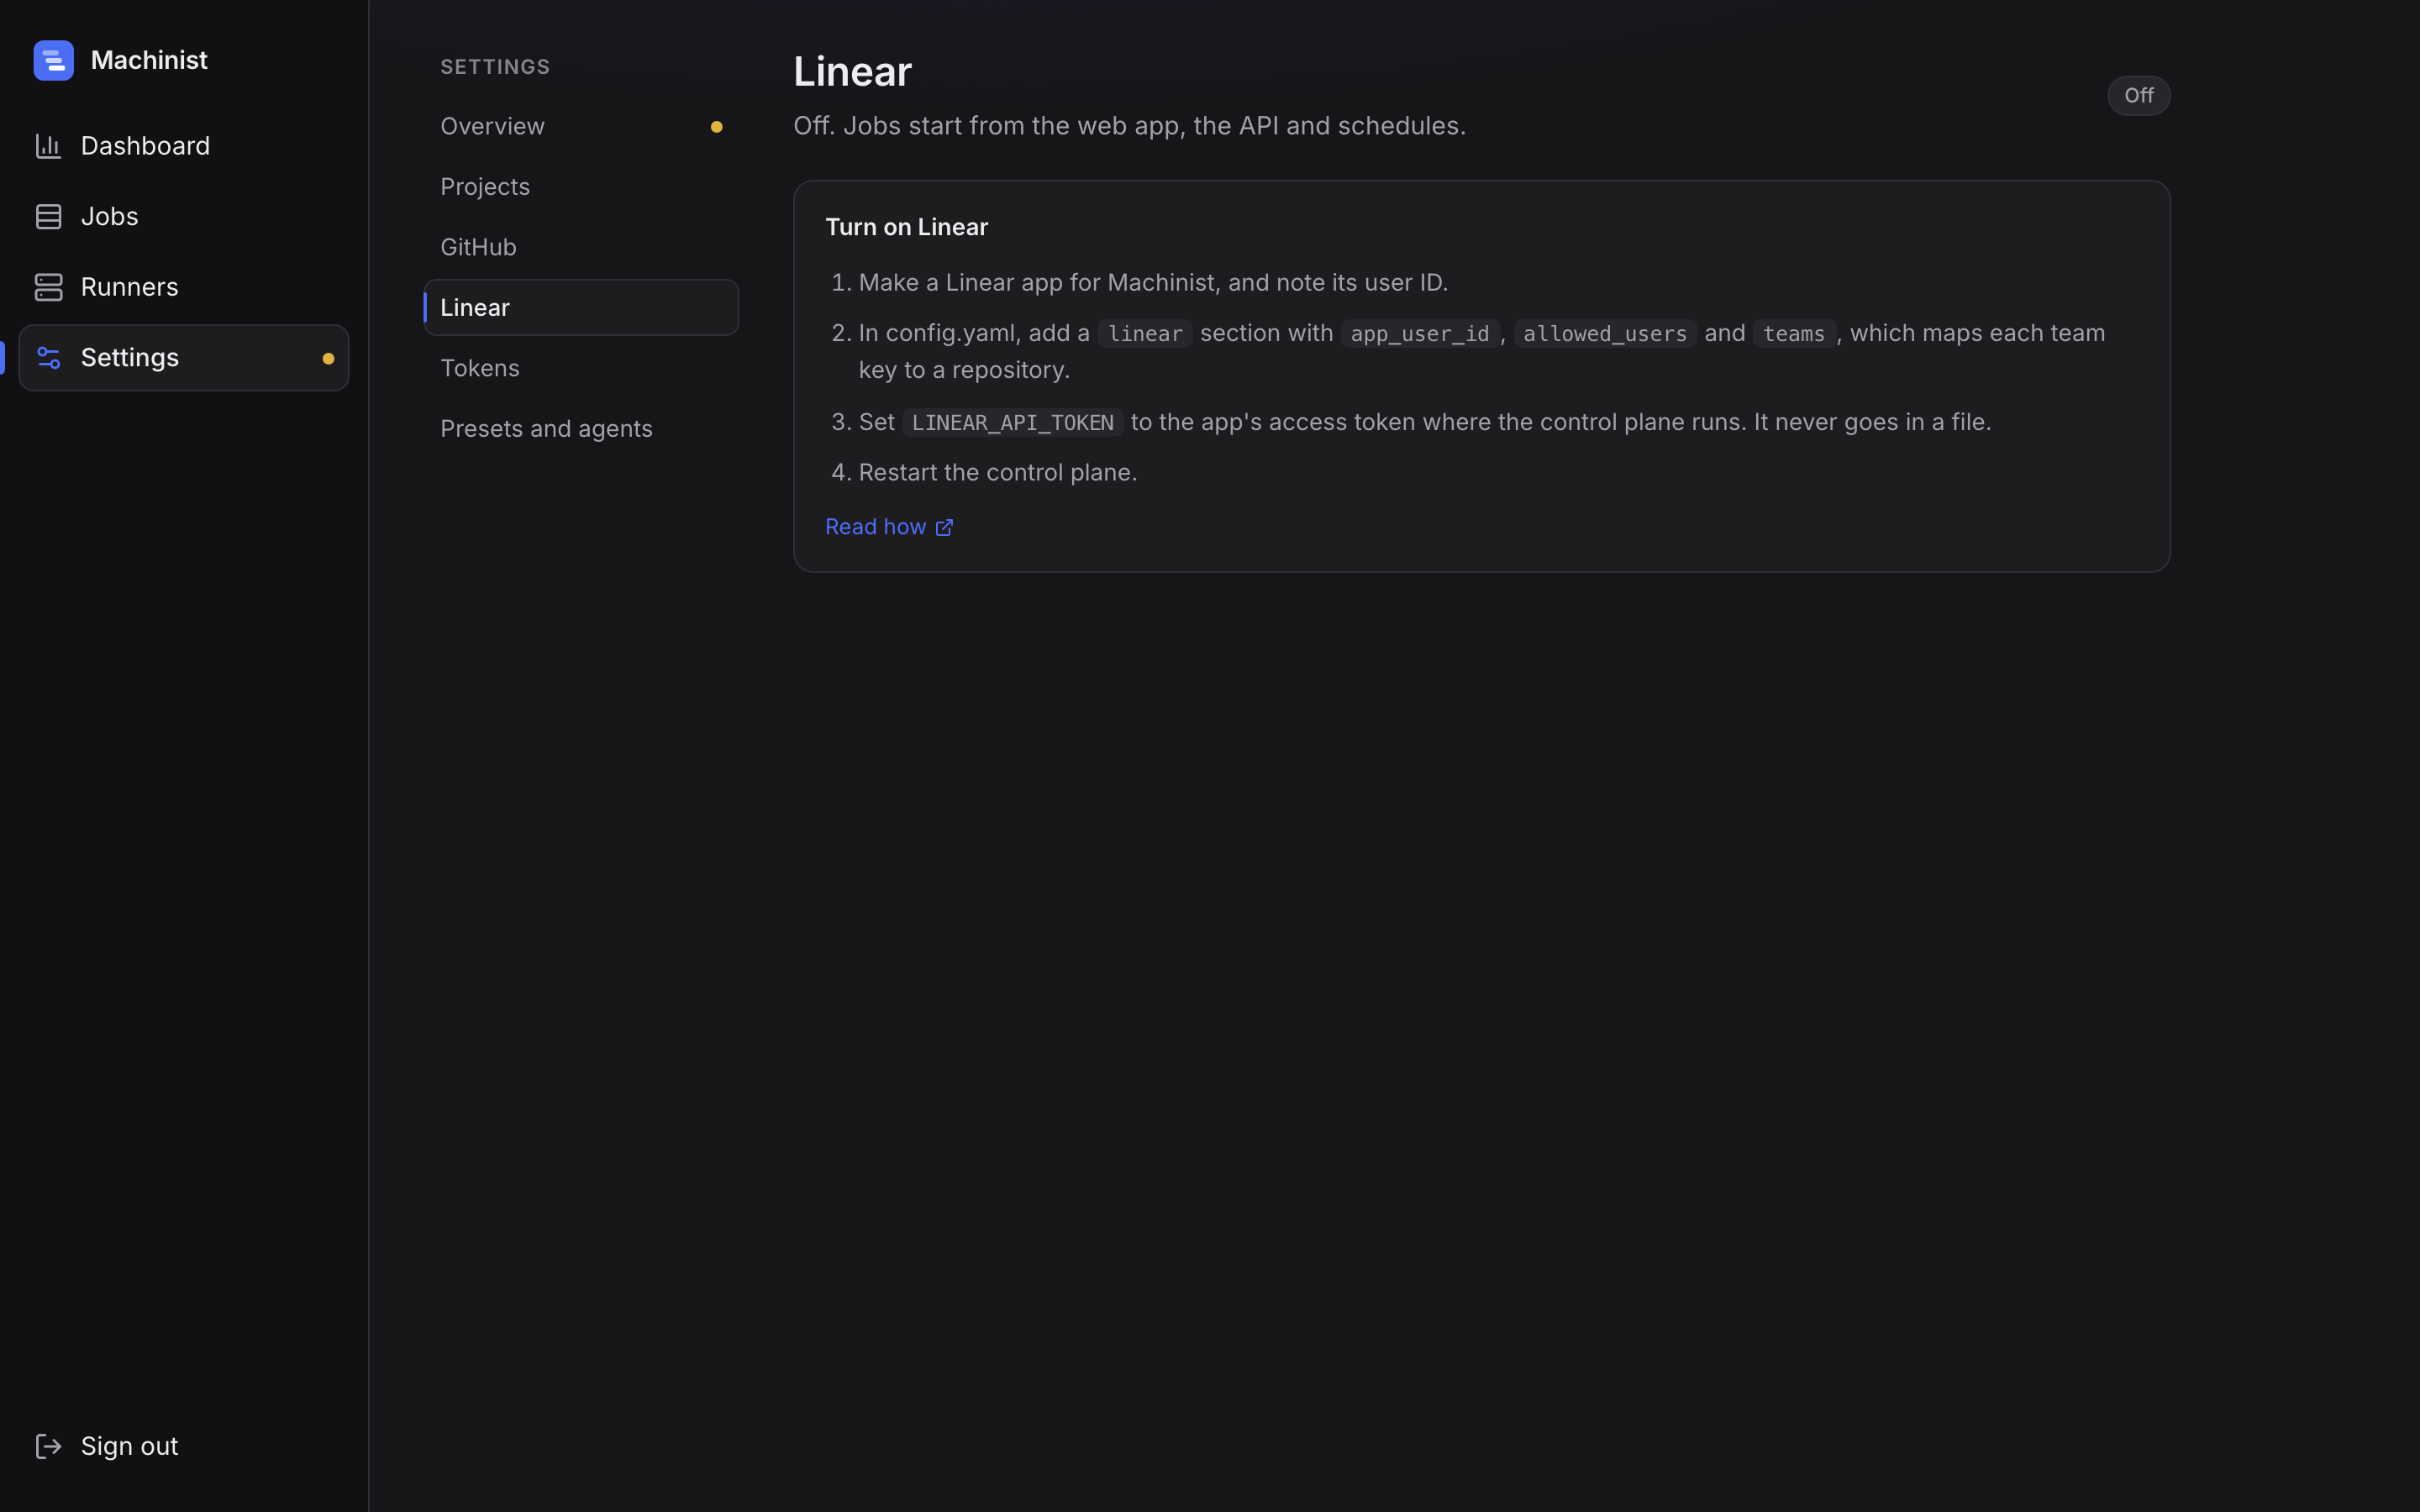 Machinist
Dashboard
Jobs
Runners
Settings
Sign out
SETTINGS
Overview
Projects
GitHub
Linear
Tokens
Presets and agents
Linear
Off. Jobs start from the web app, the API and schedules.
Off
Turn on Linear
1. Make a Linear app for Machinist, and note its user ID.
2. In config.yaml, add a linear section with app_user_id, allowed_users and teams, which maps each team
key to a repository.
3. Set LINEAR_API_TOKEN to the app's access token where the control plane runs. It never goes in a file.
4. Restart the control plane.
Read how